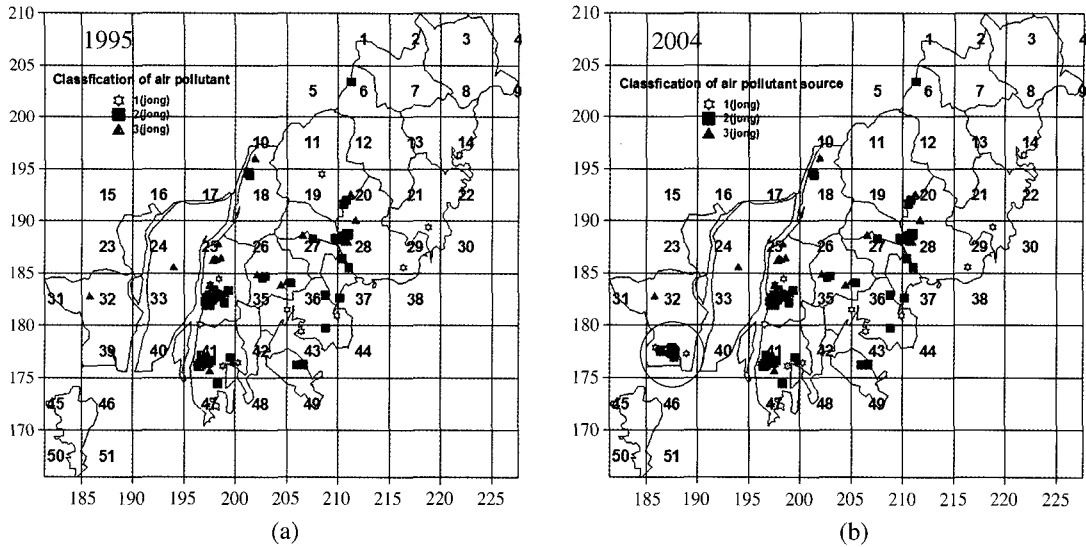 1995
Classfication of air pollutant
1(jong)
2(jong)
3(jong)
210
205
200
195
190
185
180
175
170
185 190 195 200 205 210 215 220 225
1 2 3 4
5 6 7 8 9
10 11 12 13 14
15 16 17 18 19 20 21 22
23 24 25 26 27 28 29 30
31 32 33 35 36 37 38
39 40 41 42 43 44
45 46 47 48 49
50 51
(a)
2004
Classfication of air pollutant source
1(jong)
2(jong)
3(jong)
210
205
200
195
190
185
180
175
170
185 190 195 200 205 210 215 220 225
1 2 3 4
5 6 7 8 9
10 11 12 13 14
15 16 17 18 19 20 21 22
23 24 25 26 27 28 29 30
31 32 33 35 36 37 38
39 40 41 42 43 44
45 46 47 48 49
50 51
(b)